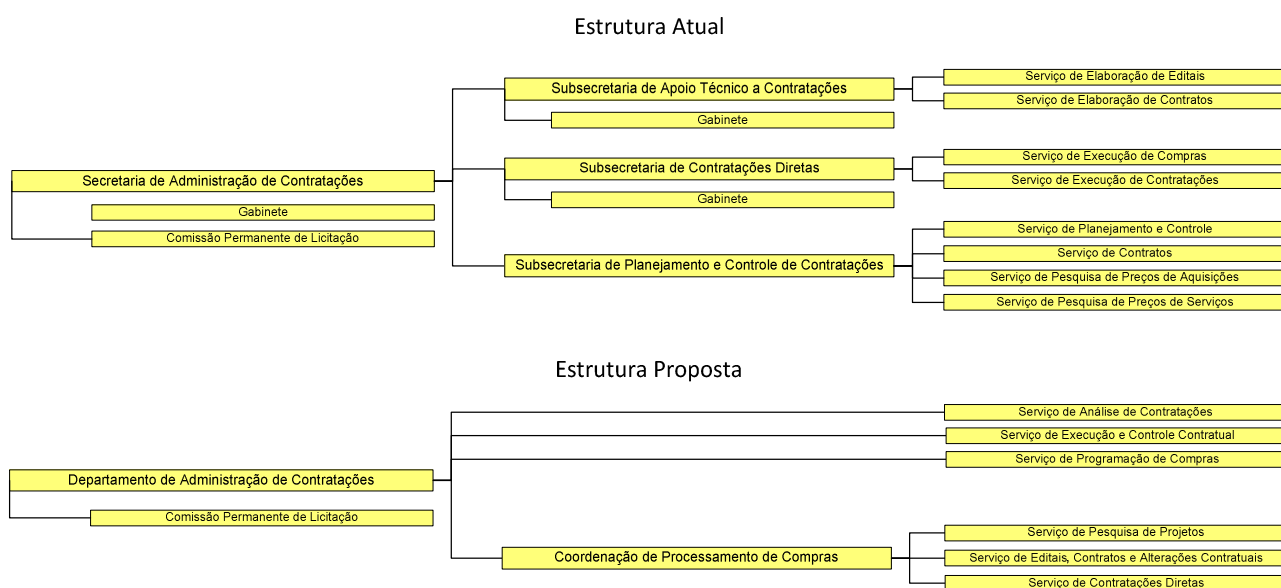 Estrutura Atual
Secretaria de Administração de Contratações
Gabinete
Comissão Permanente de Licitação
Subsecretaria de Apoio Técnico a Contratações
Gabinete
Serviço de Elaboração de Editais
Serviço de Elaboração de Contratos
Subsecretaria de Contratações Diretas
Gabinete
Serviço de Execução de Compras
Serviço de Execução de Contratações
Subsecretaria de Planejamento e Controle de Contratações
Serviço de Planejamento e Controle
Serviço de Contratos
Serviço de Pesquisa de Preços de Aquisições
Serviço de Pesquisa de Preços de Serviços
Estrutura Proposta
Departamento de Administração de Contratações
Comissão Permanente de Licitação
Serviço de Análise de Contratações
Serviço de Execução e Controle Contratual
Serviço de Programação de Compras
Coordenação de Processamento de Compras
Serviço de Pesquisa de Projetos
Serviço de Editais, Contratos e Alterações Contratuais
Serviço de Contratações Diretas